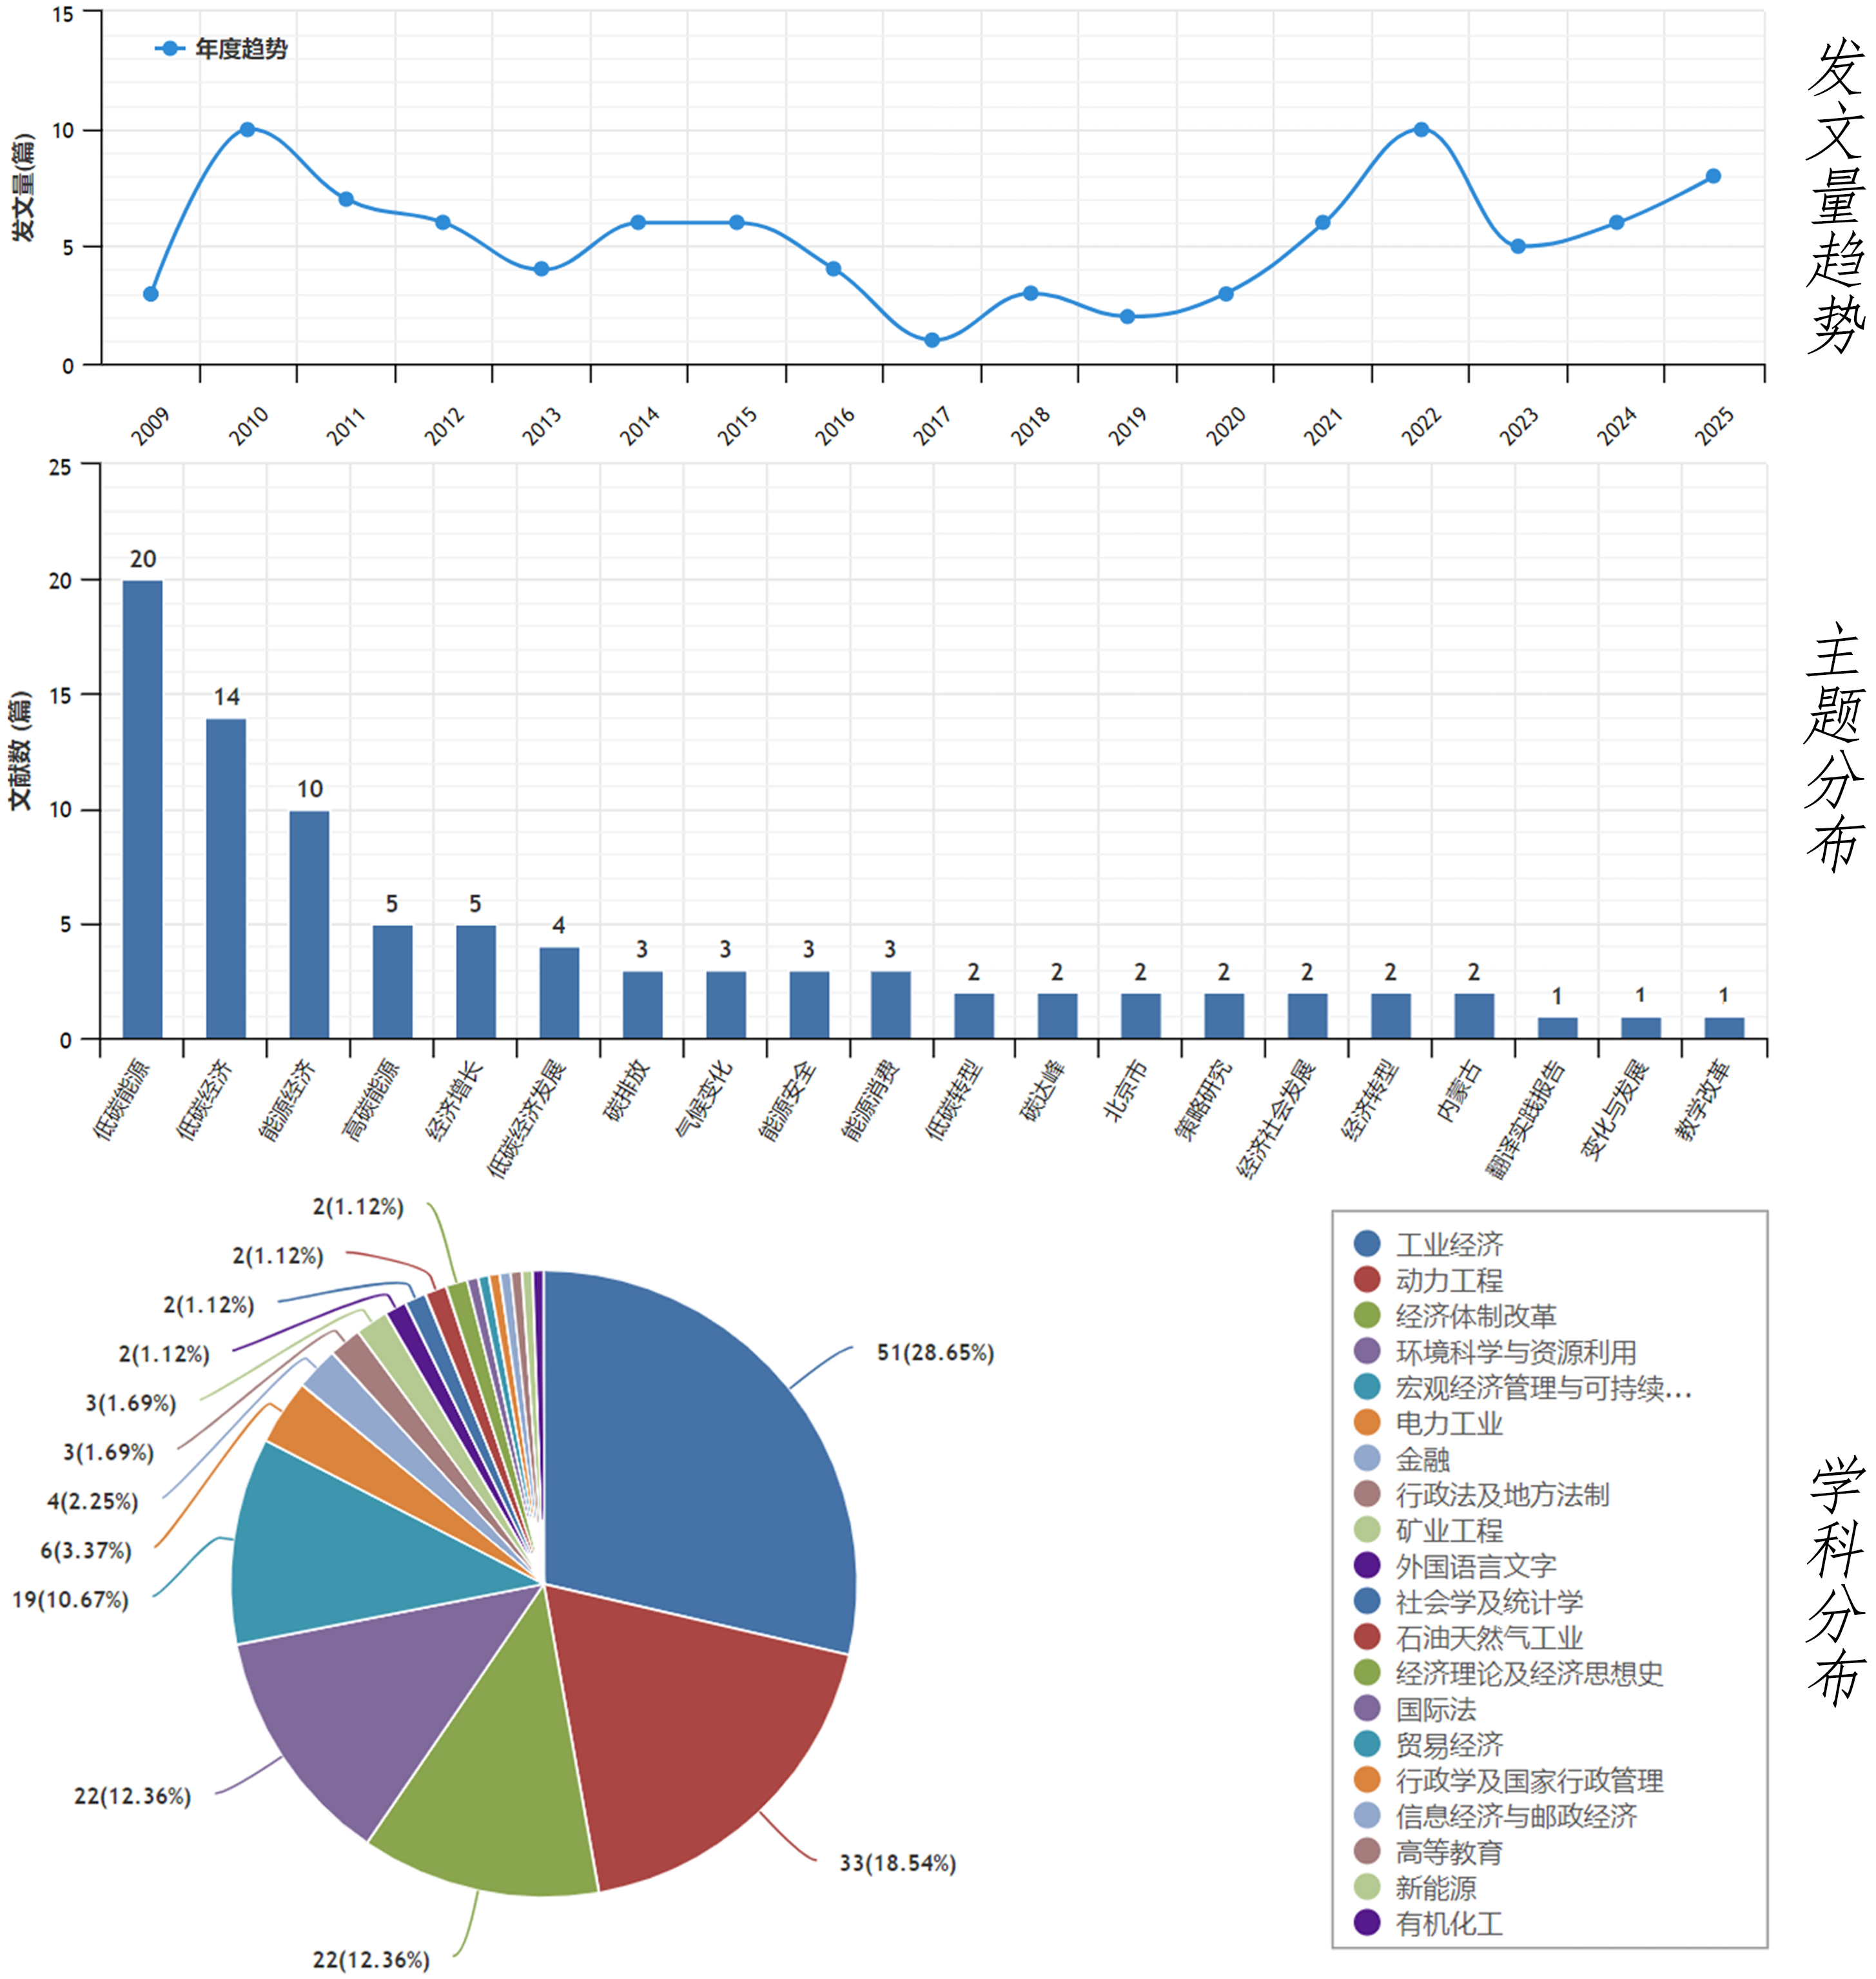 15
10
5
0
发文量(篇)
年度趋势
2009
2010
2011
2012
2013
2014
2015
2016
2017
2018
2019
2020
2021
2022
2023
2024
2025
发文量趋势
25
20
15
10
5
0
文献数 (篇)
20
14
10
5
5
4
3
3
3
3
2
2
2
2
2
2
2
1
1
1
低碳能源
低碳经济
能源经济
高碳能源
经济增长
低碳经济发展
碳排放
气候变化
能源安全
能源消费
低碳转型
碳达峰
北京市
策略研究
经济社会发展
经济转型
内蒙古
翻译实践报告
变化与发展
教学改革
主题分布
2(1.12%)
2(1.12%)
2(1.12%)
2(1.12%)
3(1.69%)
3(1.69%)
4(2.25%)
6(3.37%)
19(10.67%)
22(12.36%)
22(12.36%)
33(18.54%)
51(28.65%)
工业经济
动力工程
经济体制改革
环境科学与资源利用
宏观经济管理与可持续...
电力工业
金融
行政法及地方法制
矿业工程
外国语言文字
社会学及统计学
石油天然气工业
经济理论及经济思想史
国际法
贸易经济
行政学及国家行政管理
信息经济与邮政经济
高等教育
新能源
有机化工
学科分布